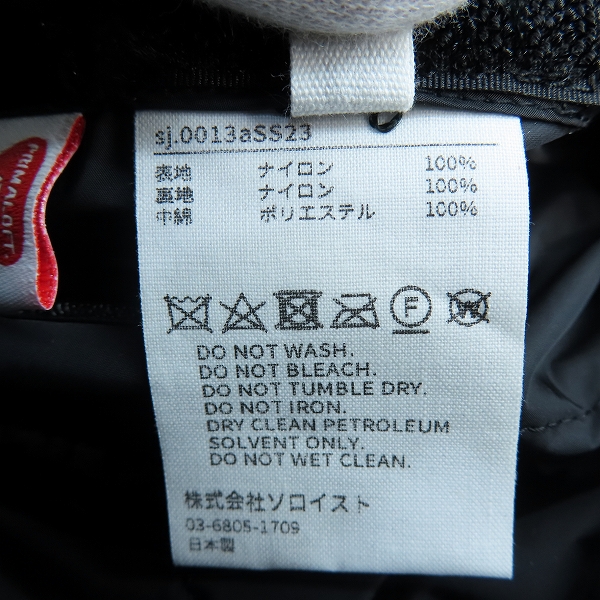 sj.0013aSS23
表地 ナイロン 100%
裏地 ナイロン 100%
中綿 ポリエステル 100%
F W
DO NOT WASH.
DO NOT BLEACH.
DO NOT TUMBLE DRY.
DO NOT IRON.
DRY CLEAN PETROLEUM
SOLVENT ONLY.
DO NOT WET CLEAN.
株式会社ソロイスト
03-6805-1709
日本製
PRIMALOFT